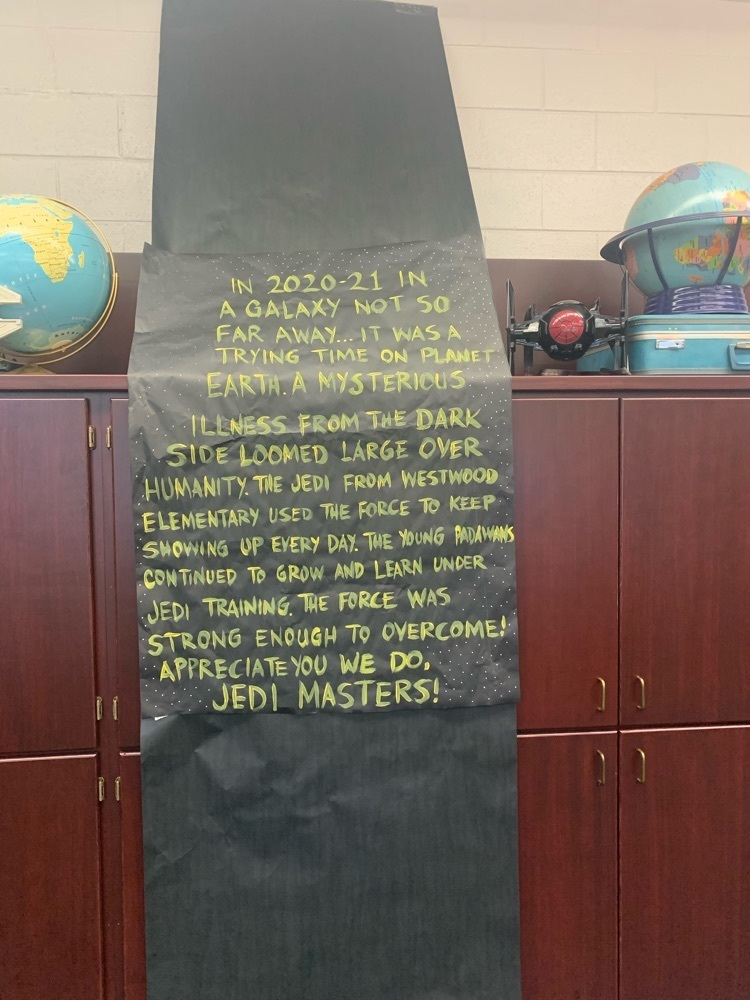 IN 2020-21 IN
A GALAXY NOT SO
FAR AWAY... IT WAS A
TRYING TIME ON PLANET
EARTH. A MYSTERIOUS
ILLNESS FROM THE DARK
SIDE LOOMED LARGE OVER
HUMANITY. THE JEDI FROM WESTWOOD
ELEMENTARY USED THE FORCE TO KEEP
SHOWING UP EVERY DAY. THE YOUNG PADAWANS
CONTINUED TO GROW AND LEARN UNDER
JEDI TRAINING. THE FORCE WAS
STRONG ENOUGH TO OVERCOME!
APPRECIATE YOU WE DO,
JEDI MASTERS!